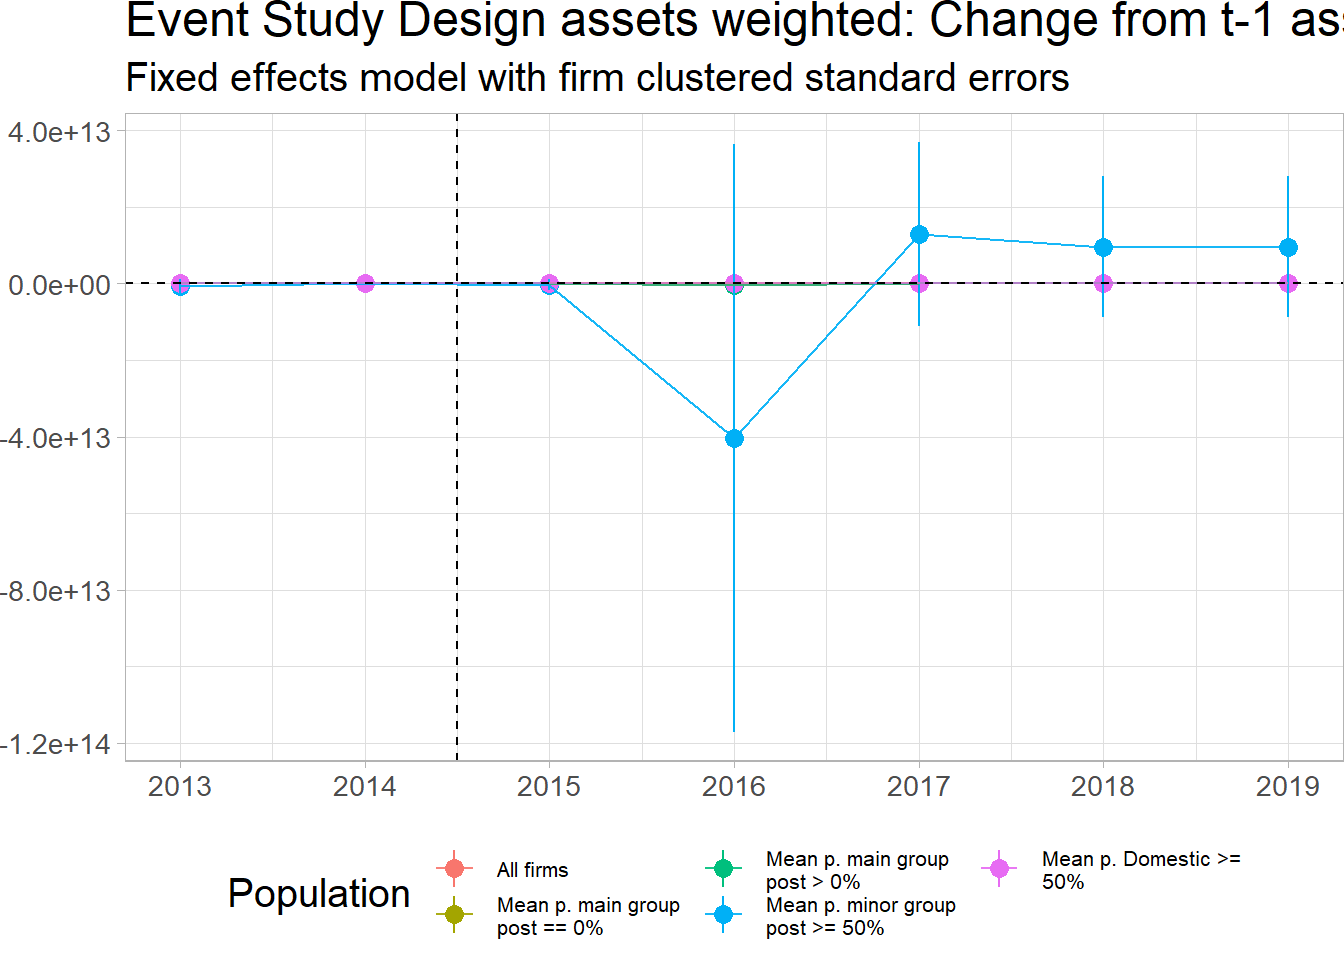 Event Study Design assets weighted: Change from t-1
Fixed effects model with firm clustered standard errors
4.0e+13
0.0e+00
-4.0e+13
-8.0e+13
-1.2e+14
2013 2014 2015 2016 2017 2018 2019
Population
All firms
Mean p. main group
post == 0%
Mean p. main group
post > 0%
Mean p. minor group
post >= 50%
Mean p. Domestic >=
50%